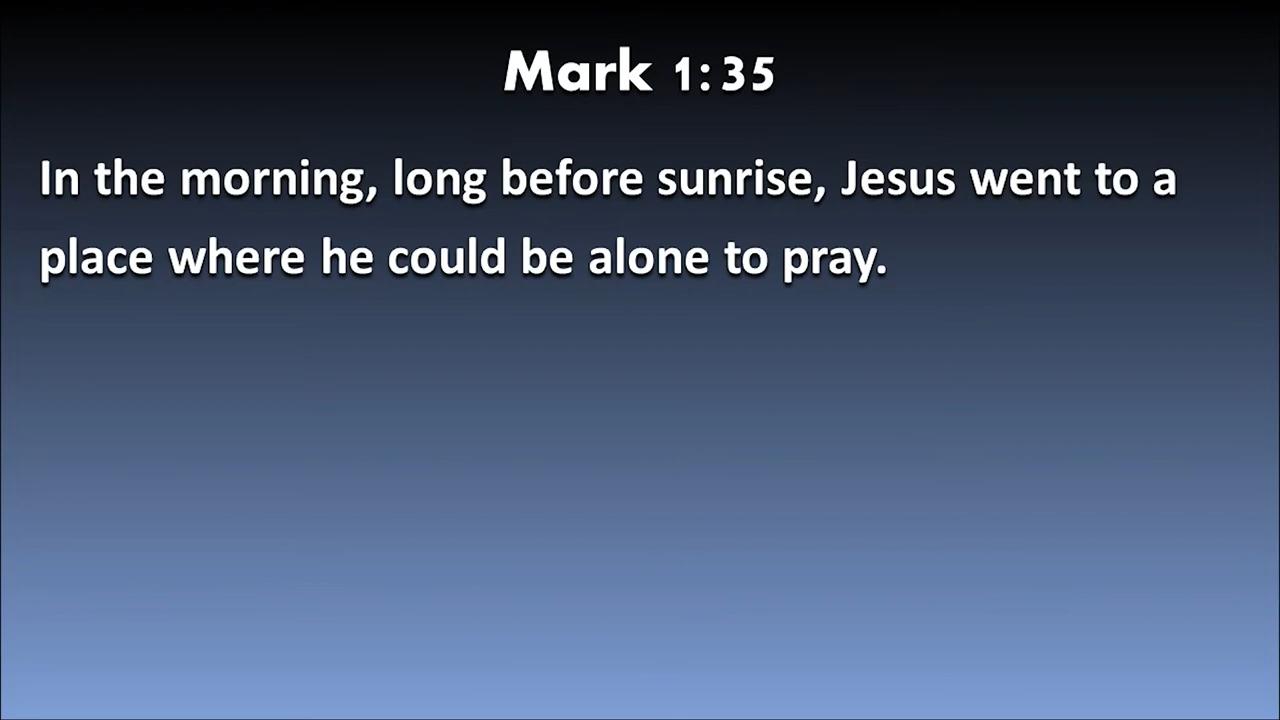 Mark 1:35
In the morning, long before sunrise, Jesus went to a
place where he could be alone to pray.